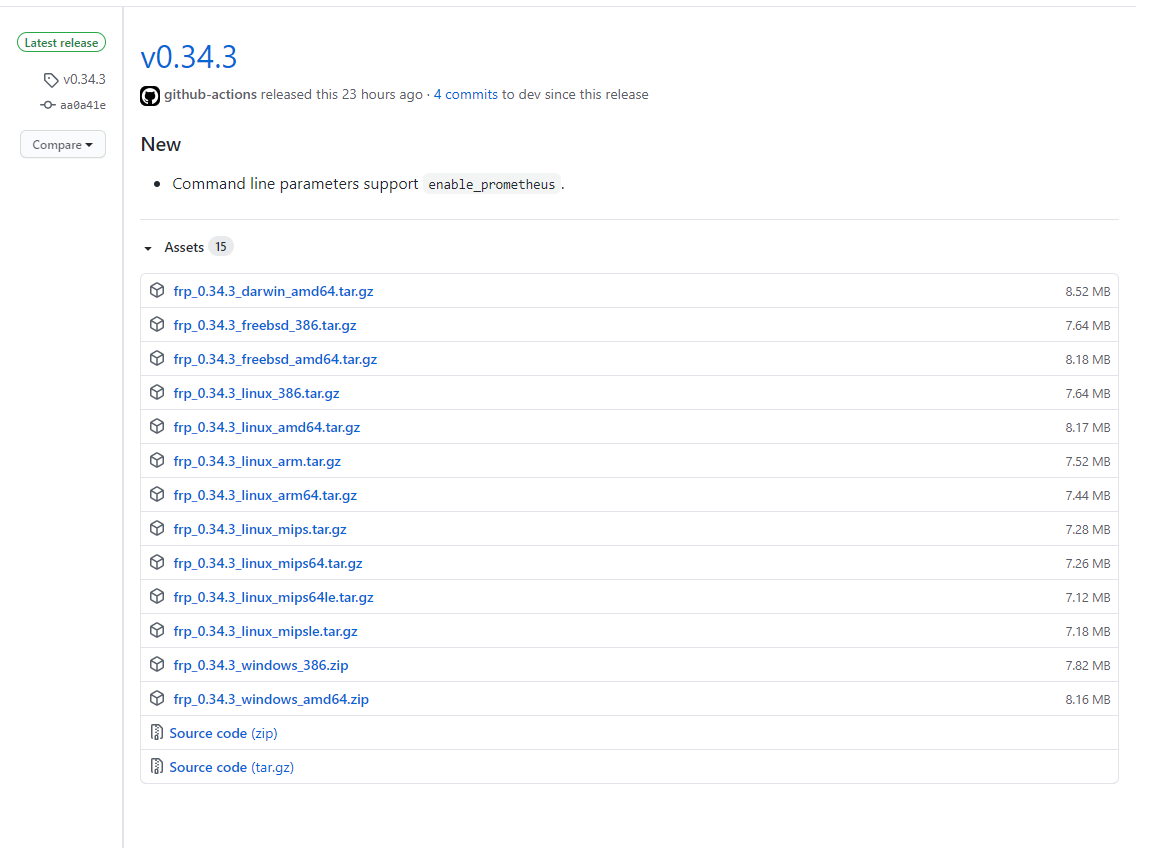 Latest release
v0.34.3
aa0a41e
Compare
v0.34.3
github-actions released this 23 hours ago · 4 commits to dev since this release
New
Command line parameters support enable_prometheus .
Assets 15
frp_0.34.3_darwin_amd64.tar.gz 8.52 MB
frp_0.34.3_freebsd_386.tar.gz 7.64 MB
frp_0.34.3_freebsd_amd64.tar.gz 8.18 MB
frp_0.34.3_linux_386.tar.gz 7.64 MB
frp_0.34.3_linux_amd64.tar.gz 8.17 MB
frp_0.34.3_linux_arm.tar.gz 7.52 MB
frp_0.34.3_linux_arm64.tar.gz 7.44 MB
frp_0.34.3_linux_mips.tar.gz 7.28 MB
frp_0.34.3_linux_mips64.tar.gz 7.26 MB
frp_0.34.3_linux_mips64le.tar.gz 7.12 MB
frp_0.34.3_linux_mipsle.tar.gz 7.18 MB
frp_0.34.3_windows_386.zip 7.82 MB
frp_0.34.3_windows_amd64.zip 8.16 MB
Source code (zip)
Source code (tar.gz)